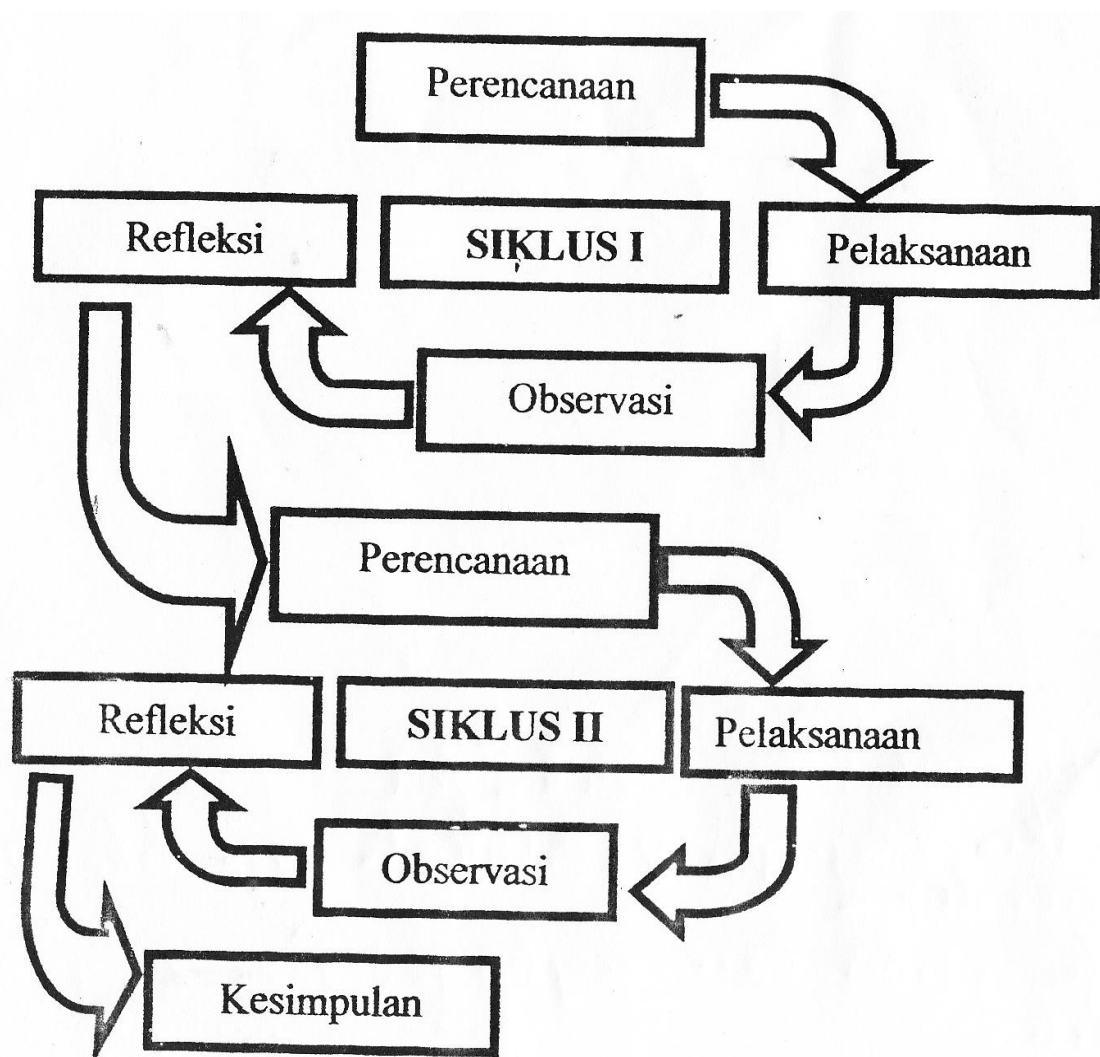 Perencanaan
Refleksi
SIKLUS I
Pelaksanaan
Observasi
Perencanaan
Refleksi
SIKLUS II
Pelaksanaan
Observasi
Kesimpulan